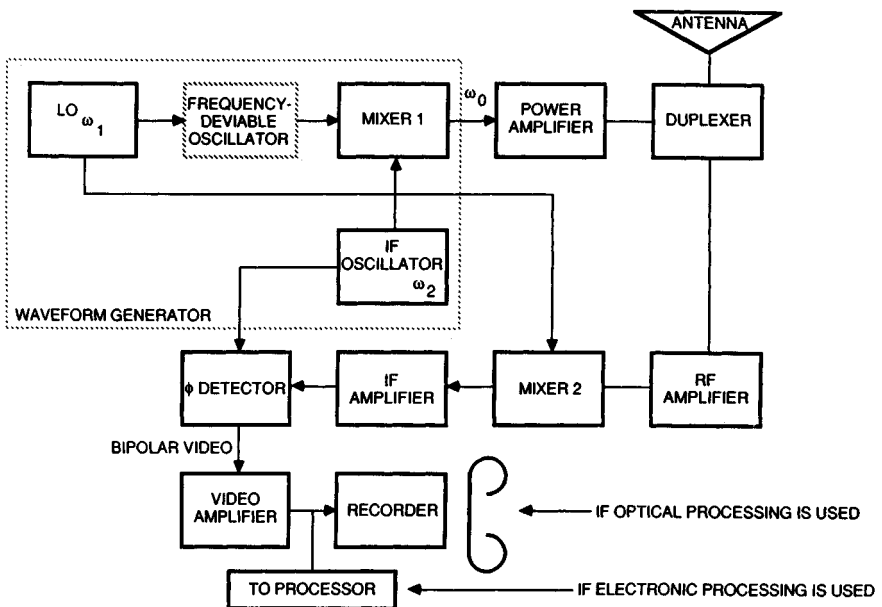 ANTENNA
LO ω1
FREQUENCY-
DEVIABLE
OSCILLATOR
MIXER 1
ω0
POWER
AMPLIFIER
DUPLEXER
IF
OSCILLATOR
ω2
WAVEFORM GENERATOR
ϕ DETECTOR
IF
AMPLIFIER
MIXER 2
RF
AMPLIFIER
BIPOLAR VIDEO
VIDEO
AMPLIFIER
RECORDER
IF OPTICAL PROCESSING IS USED
TO PROCESSOR
IF ELECTRONIC PROCESSING IS USED